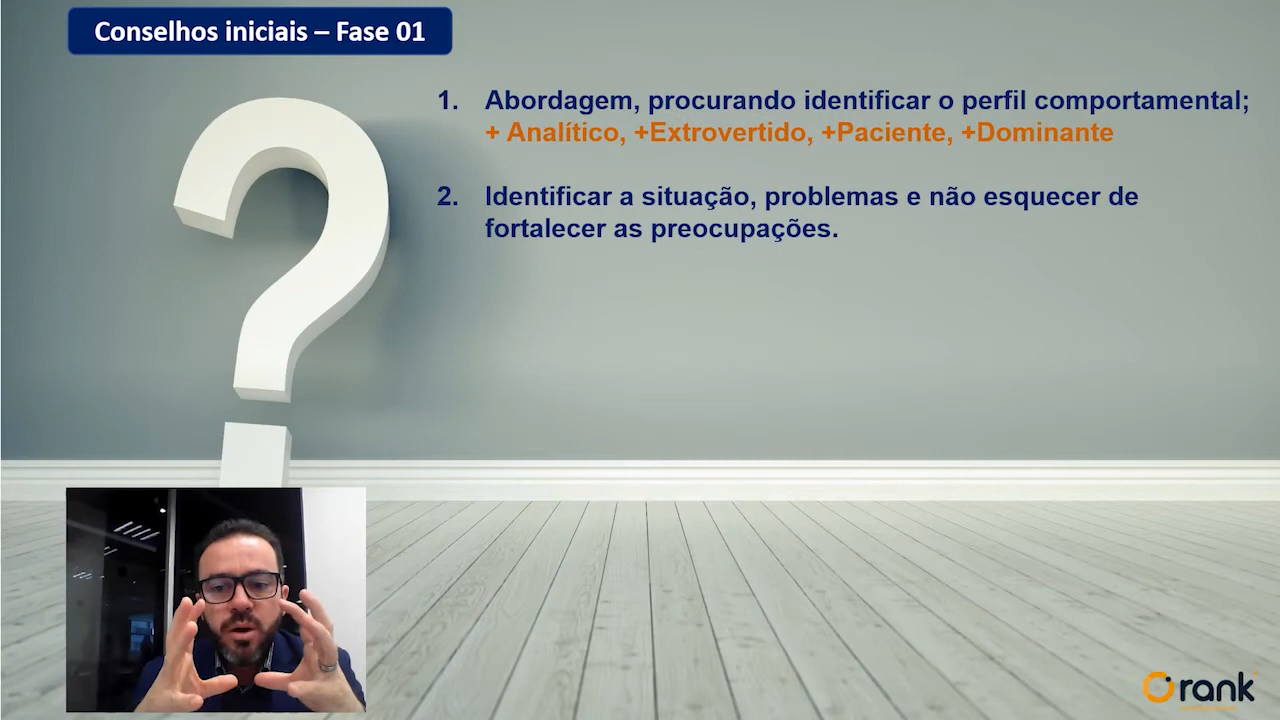 Conselhos iniciais – Fase 01
1. Abordagem, procurando identificar o perfil comportamental;
+ Analítico, +Extrovertido, +Paciente, +Dominante
2. Identificar a situação, problemas e não esquecer de
fortalecer as preocupações.
rank